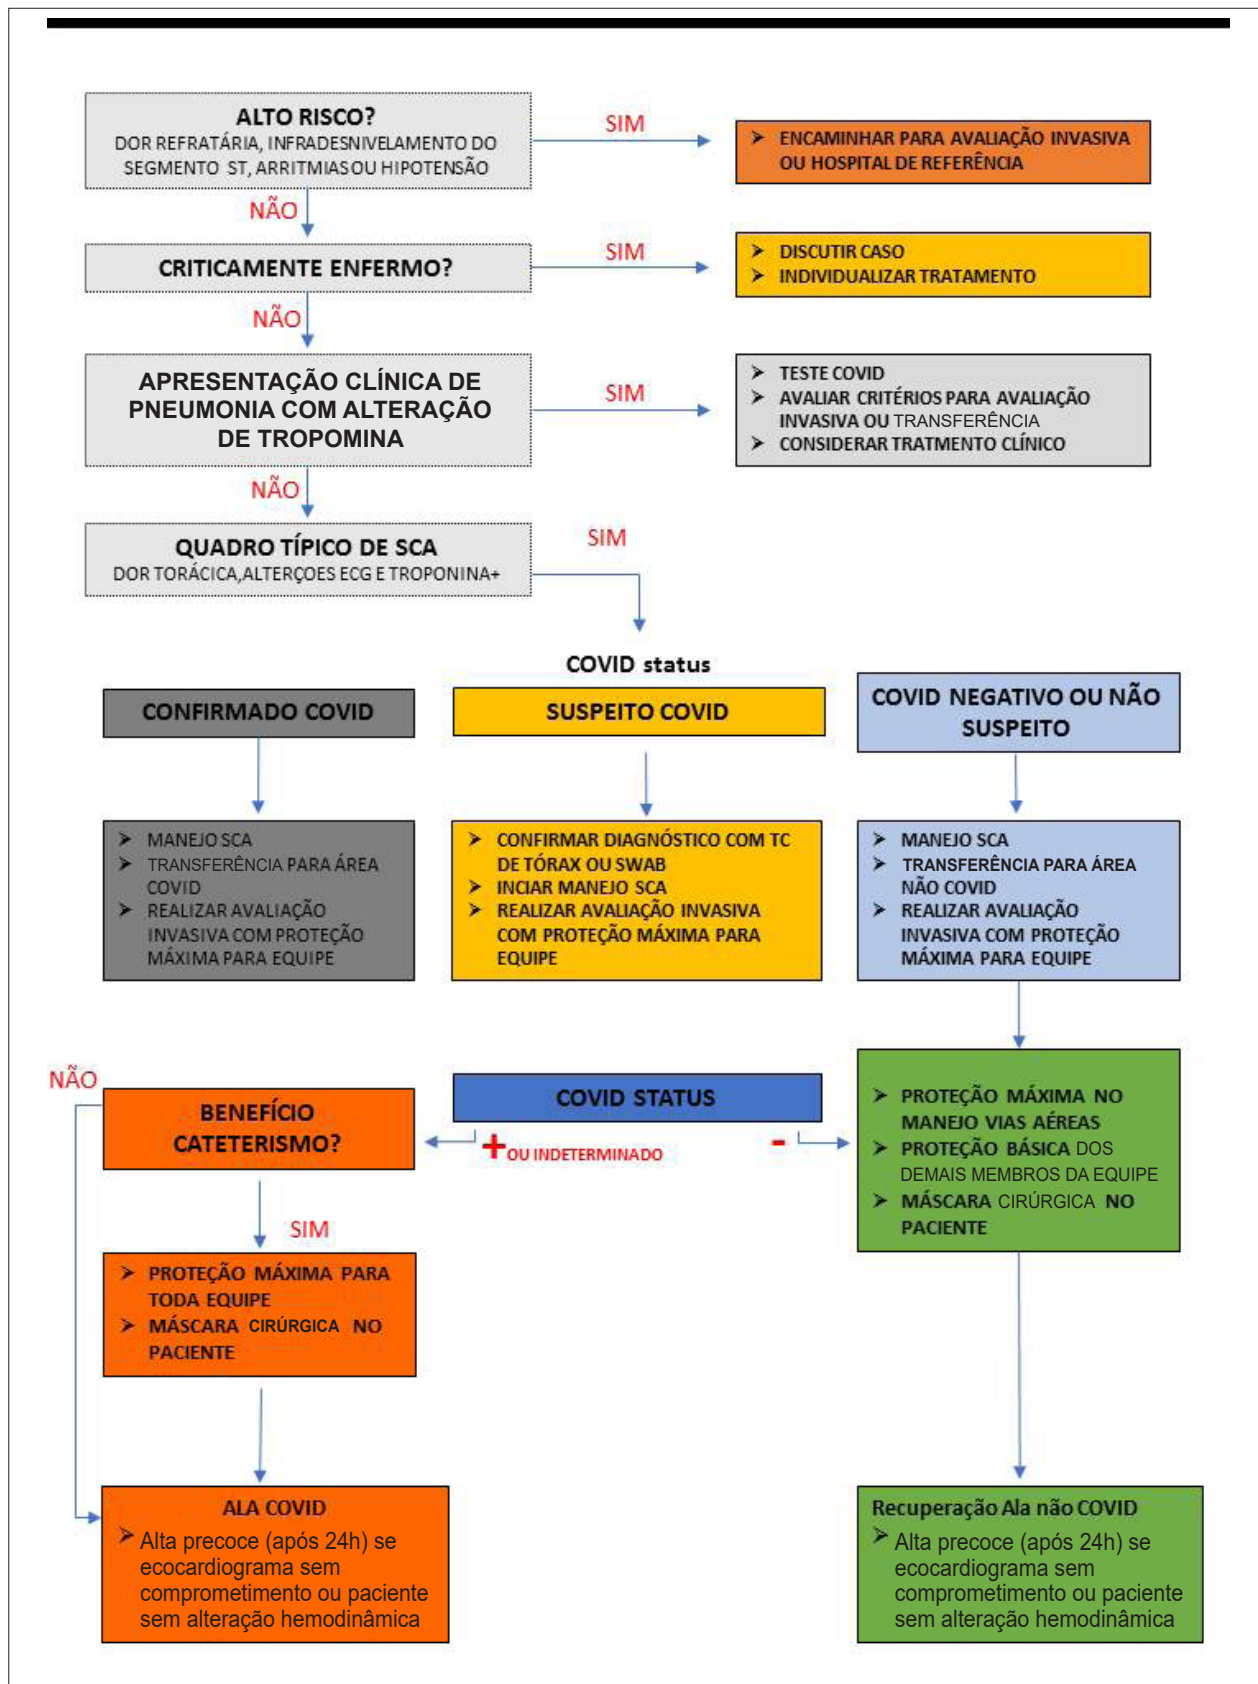 ALTO RISCO?
DOR REFRATÁRIA, INFRADESNIVELAMENTO DO
SEGMENTO ST, ARRITMIAS OU HIPOTENSÃO
SIM
➤ ENCAMINHAR PARA AVALIAÇÃO INVASIVA
OU HOSPITAL DE REFERÊNCIA
NÃO
CRITICAMENTE ENFERMO?
SIM
➤ DISCUTIR CASO
➤ INDIVIDUALIZAR TRATAMENTO
NÃO
APRESENTAÇÃO CLÍNICA DE
PNEUMONIA COM ALTERAÇÃO
DE TROPOMINA
SIM
➤ TESTE COVID
➤ AVALIAR CRITÉRIOS PARA AVALIAÇÃO
INVASIVA OU TRANSFERÊNCIA
➤ CONSIDERAR TRATMENTO CLÍNICO
NÃO
QUADRO TÍPICO DE SCA
DOR TORÁCICA,ALTERÇOES ECG E TROPONINA+
SIM
COVID status
CONFIRMADO COVID
SUSPEITO COVID
COVID NEGATIVO OU NÃO
SUSPEITO
➤ MANEJO SCA
➤ TRANSFERÊNCIA PARA ÁREA
COVID
➤ REALIZAR AVALIAÇÃO
INVASIVA COM PROTEÇÃO
MÁXIMA PARA EQUIPE
➤ CONFIRMAR DIAGNÓSTICO COM TC
DE TÓRAX OU SWAB
➤ INCIAR MANEJO SCA
➤ REALIZAR AVALIAÇÃO INVASIVA
COM PROTEÇÃO MÁXIMA PARA
EQUIPE
➤ MANEJO SCA
➤ TRANSFERÊNCIA PARA ÁREA
NÃO COVID
➤ REALIZAR AVALIAÇÃO
INVASIVA COM PROTEÇÃO
MÁXIMA PARA EQUIPE
NÃO
BENEFÍCIO
CATETERISMO?
COVID STATUS
+ OU INDETERMINADO
-
➤ PROTEÇÃO MÁXIMA NO
MANEJO VIAS AÉREAS
➤ PROTEÇÃO BÁSICA DOS
DEMAIS MEMBROS DA EQUIPE
➤ MÁSCARA CIRÚRGICA NO
PACIENTE
SIM
➤ PROTEÇÃO MÁXIMA PARA
TODA EQUIPE
➤ MÁSCARA CIRÚRGICA NO
PACIENTE
ALA COVID
➤ Alta precoce (após 24h) se
ecocardiograma sem
comprometimento ou paciente
sem alteração hemodinâmica
Recuperação Ala não COVID
➤ Alta precoce (após 24h) se
ecocardiograma sem
comprometimento ou paciente
sem alteração hemodinâmica